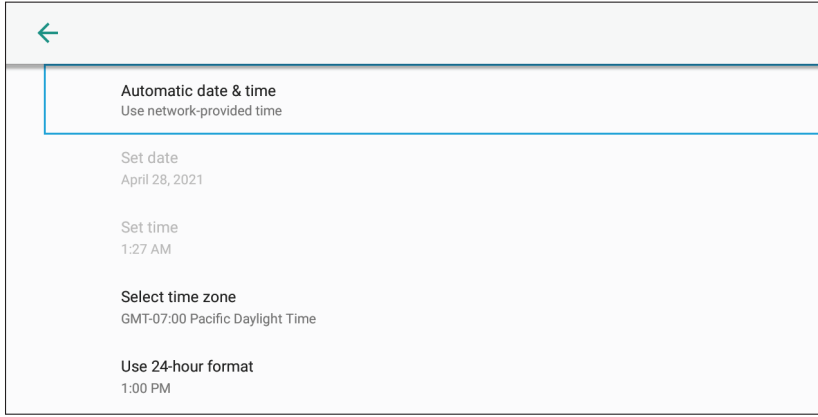 Automatic date & time
Use network-provided time
Set date
April 28, 2021
Set time
1:27 AM
Select time zone
GMT-07:00 Pacific Daylight Time
Use 24-hour format
1:00 PM